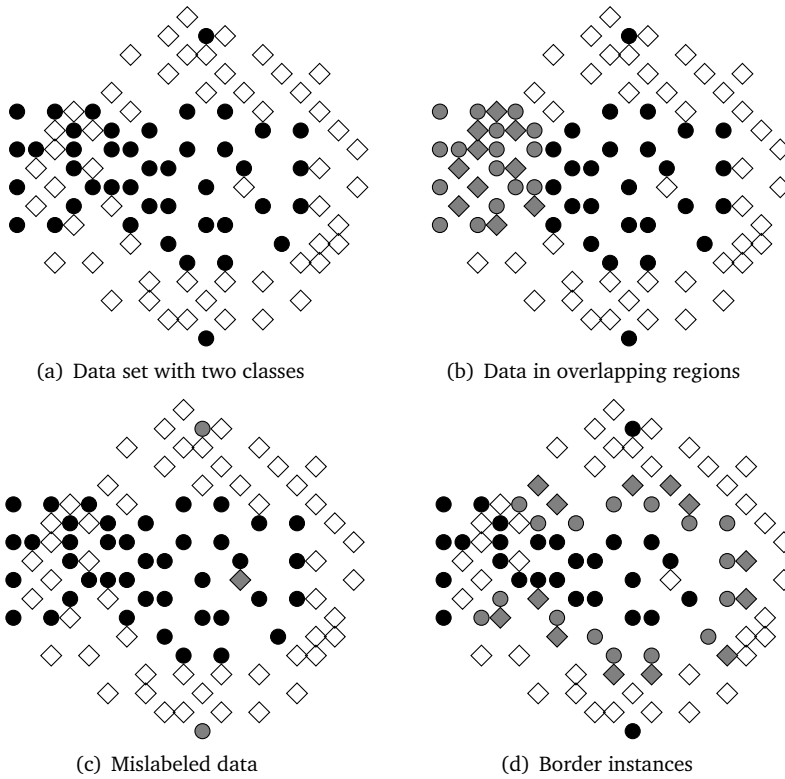 (a) Data set with two classes
(b) Data in overlapping regions
(c) Mislabeled data
(d) Border instances